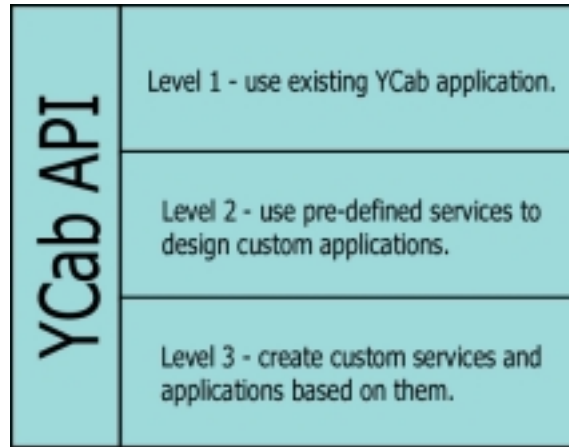 YCab API
Level 1 - use existing YCab application.
Level 2 - use pre-defined services to
design custom applications.
Level 3 - create custom services and
applications based on them.